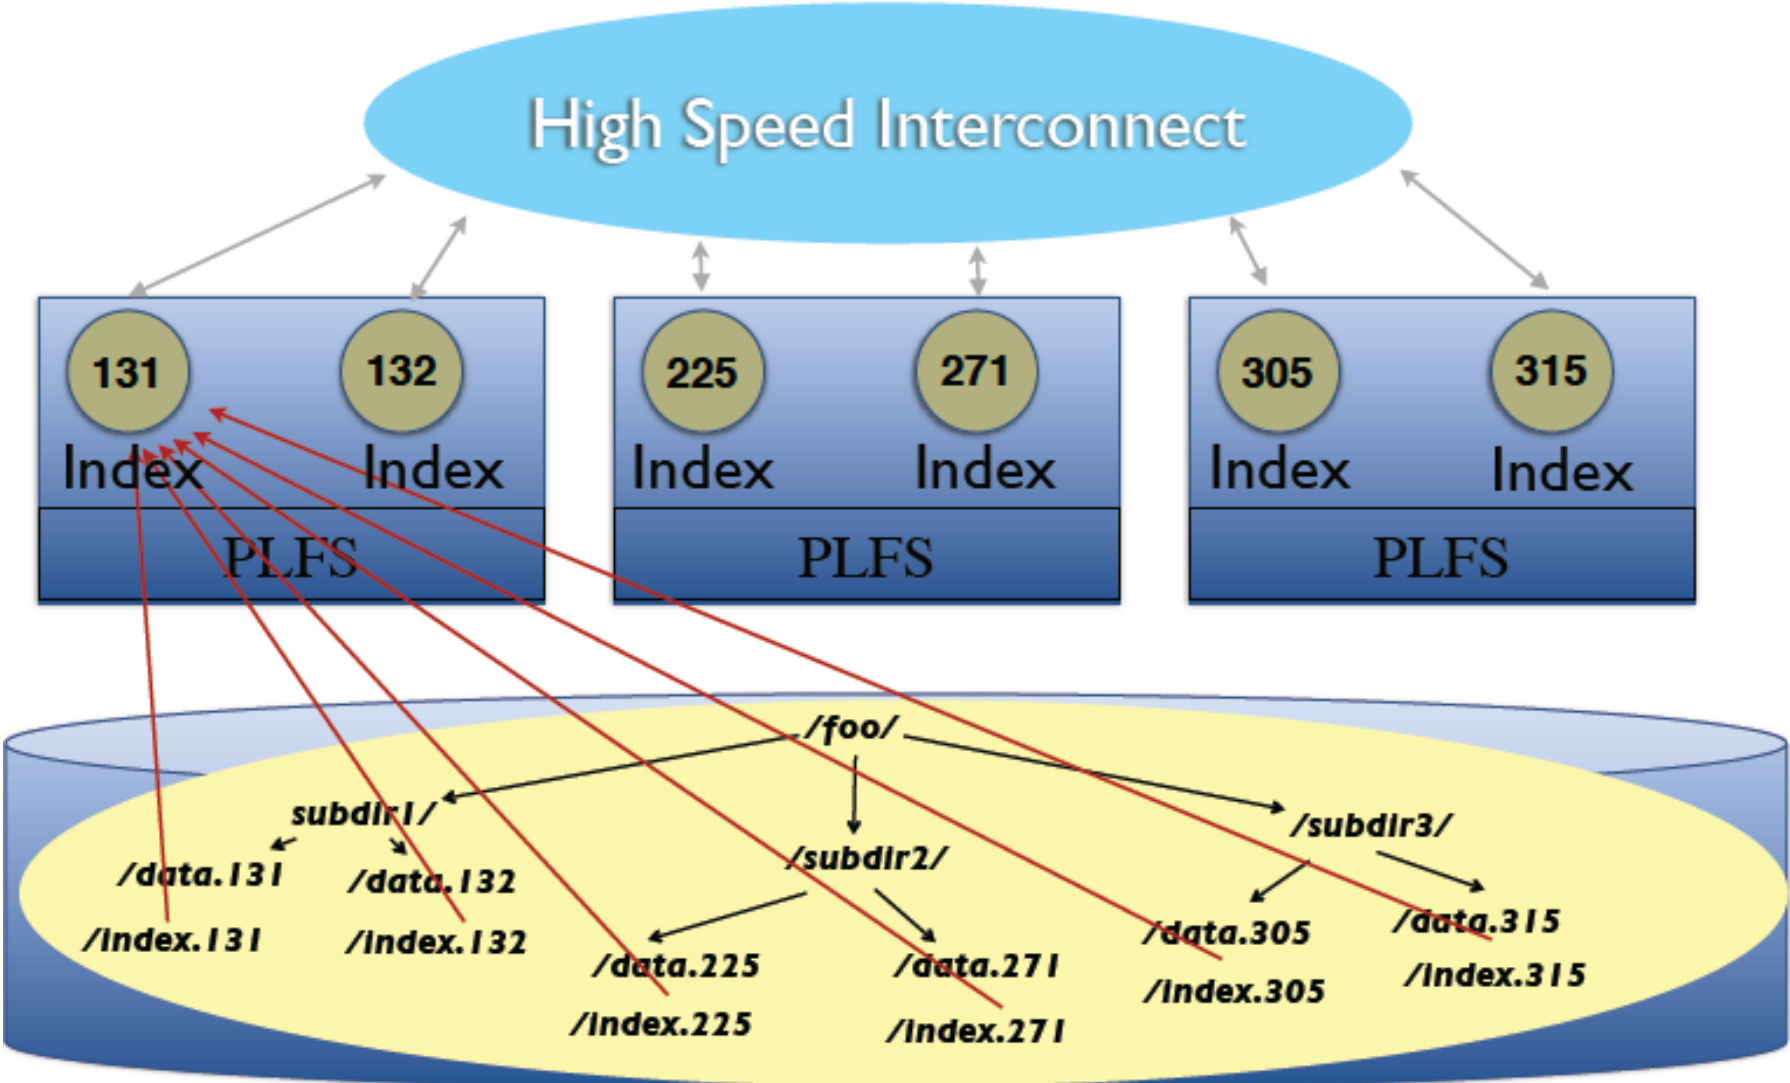 High Speed Interconnect
131 132 225 271 305 315
Index Index Index Index Index Index
PLFS PLFS PLFS
/foo/
subdir1/ /subdir2/ /subdir3/
/data.131 /data.132 /data.225 /data.271 /data.305 /data.315
/index.131 /index.132 /index.225 /index.271 /index.305 /index.315